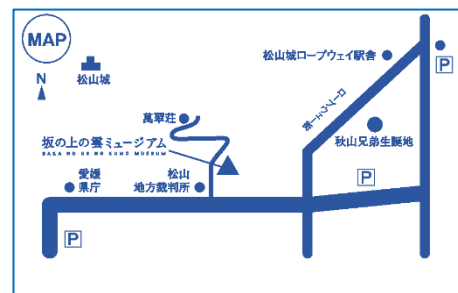 MAP
N
松山城
萬翠荘
坂の上の雲ミュージアム
SAKA NO UE NO KUMO MUSEUM
愛媛
県庁
松山
地方裁判所
P
松山城ロープウェイ駅舎
ロープウェー街
秋山兄弟生誕地
P
P